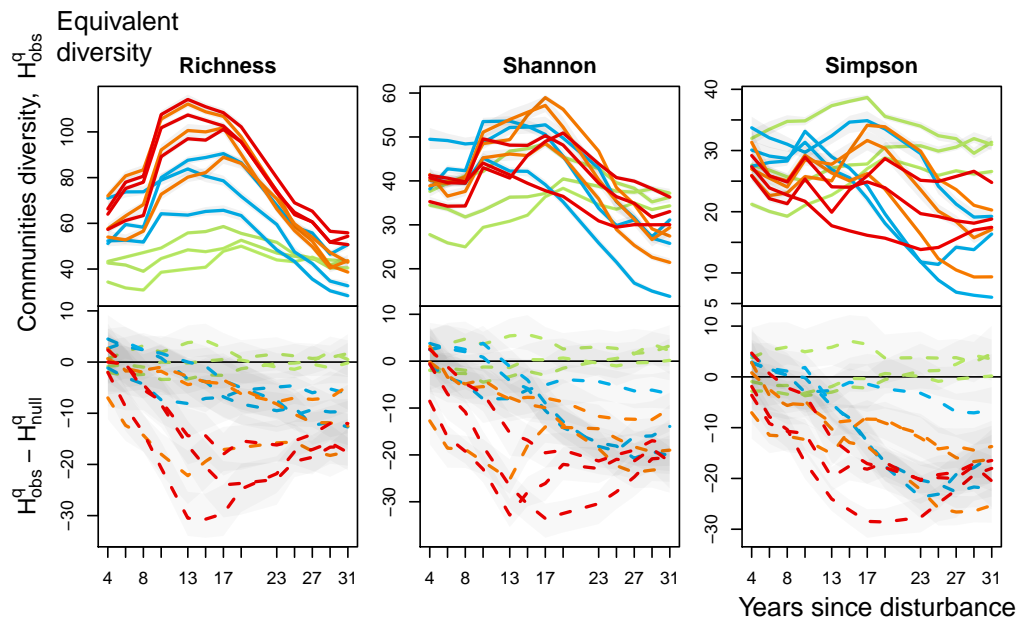 Equivalent
diversity
Richness
Shannon
Simpson
Communities diversity, H^q_obs
100
80
60
40
60
50
40
30
40
30
20
15
10
5
10
0
−10
−20
−30
H^q_obs − H^q_null
10
0
−10
−20
−30
10
0
−10
−20
−30
4 8 13 17 23 27 31
4 8 13 17 23 27 31
4 8 13 17 23 27 31
Years since disturbance